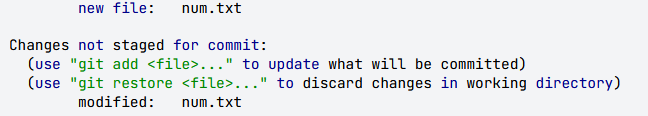 new file:   num.txt
Changes not staged for commit:
  (use "git add <file>..." to update what will be committed)
  (use "git restore <file>..." to discard changes in working directory)
        modified:   num.txt